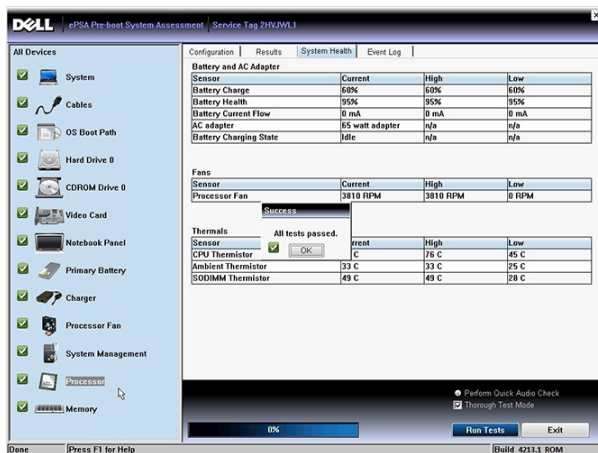 DELL ePSA Pre-boot System Assessment Service Tag 2HVJWL1
All Devices
System
Cables
OS Boot Path
Hard Drive 0
CDROM Drive 0
Video Card
Notebook Panel
Primary Battery
Charger
Processor Fan
System Management
Processor
Memory
Configuration Results System Health Event Log
Battery and AC Adapter
Sensor Current High Low
Battery Charge 60% 60% 60%
Battery Health 95% 95% 95%
Battery Current Flow 0 mA 0 mA 0 mA
AC adapter 65 watt adapter n/a n/a
Battery Charging State Idle n/a n/a
Fans
Sensor Current High Low
Processor Fan 3810 RPM 3810 RPM 0 RPM
Success
All tests passed.
OK
Thermals
Sensor rrent High Low
CPU Thermistor C 76 C 45 C
Ambient Thermistor 33 C 33 C 25 C
SODIMM Thermistor 49 C 49 C 28 C
Perform Quick Audio Check
Thorough Test Mode
0% Run Tests Exit
Done Press F1 for Help Build 4213.1 ROM